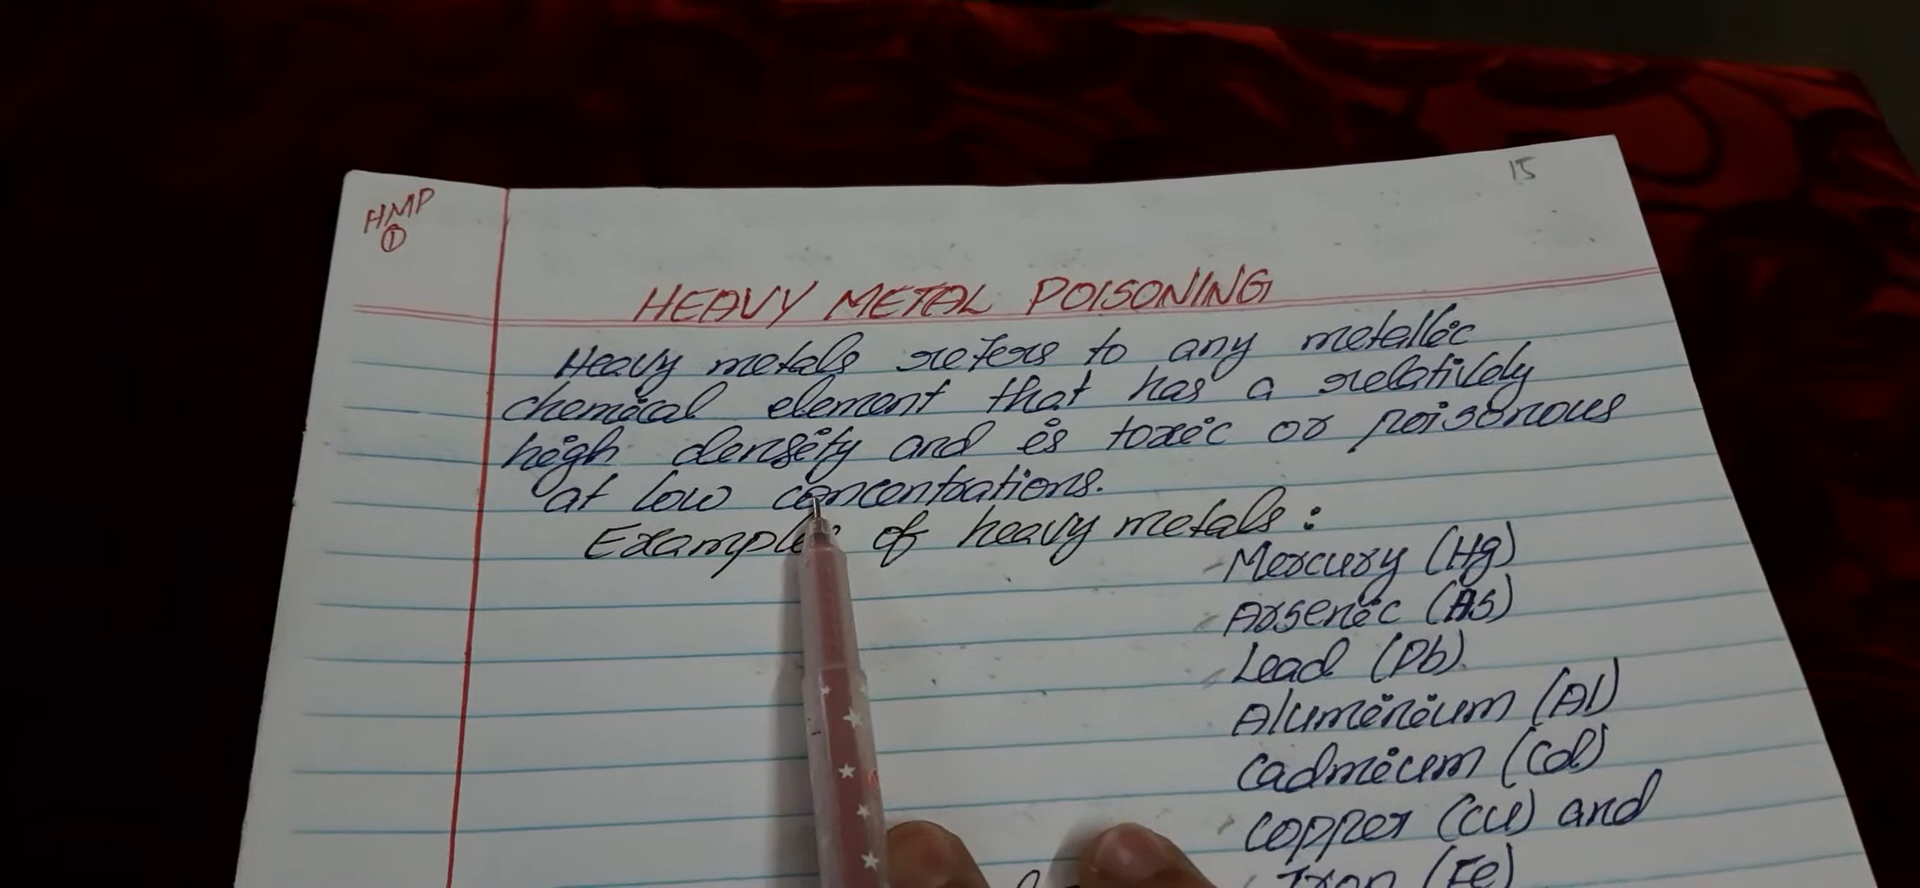 HMP
①
15
HEAVY METAL POISONING
Heavy metals refers to any metallic
chemical element that has a relatively
high density and is toxic or poisonous
at low concentrations.
of heavy metals:
- Mercury (Hg)
- Arsenic (As)
- Lead (Pb).
Aluminium (Al)
Cadmium (Cd)
- Copper (Cu) and
- Iron (Fe)